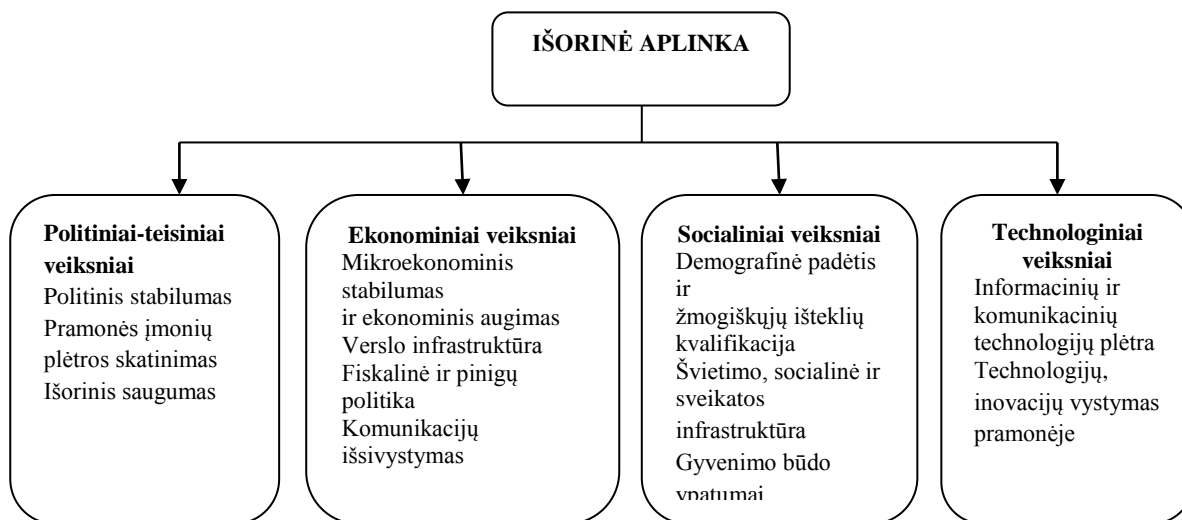 IŠORINĖ APLINKA
Politiniai-teisiniai
veiksniai
Politinis stabilumas
Pramonės įmonių
plėtros skatinimas
Išorinis saugumas
Ekonominiai veiksniai
Mikroekonominis
stabilumas
ir ekonominis augimas
Verslo infrastruktūra
Fiskalinė ir pinigų
politika
Komunikacijų
išsivystymas
Socialiniai veiksniai
Demografinė padėtis
ir
žmogiškųjų išteklių
kvalifikacija
Švietimo, socialinė ir
sveikatos
infrastruktūra
Gyvenimo būdo
ypatumai
Technologiniai
veiksniai
Informacinių ir
komunikacinių
technologijų plėtra
Technologijų,
inovacijų vystymas
pramonėje